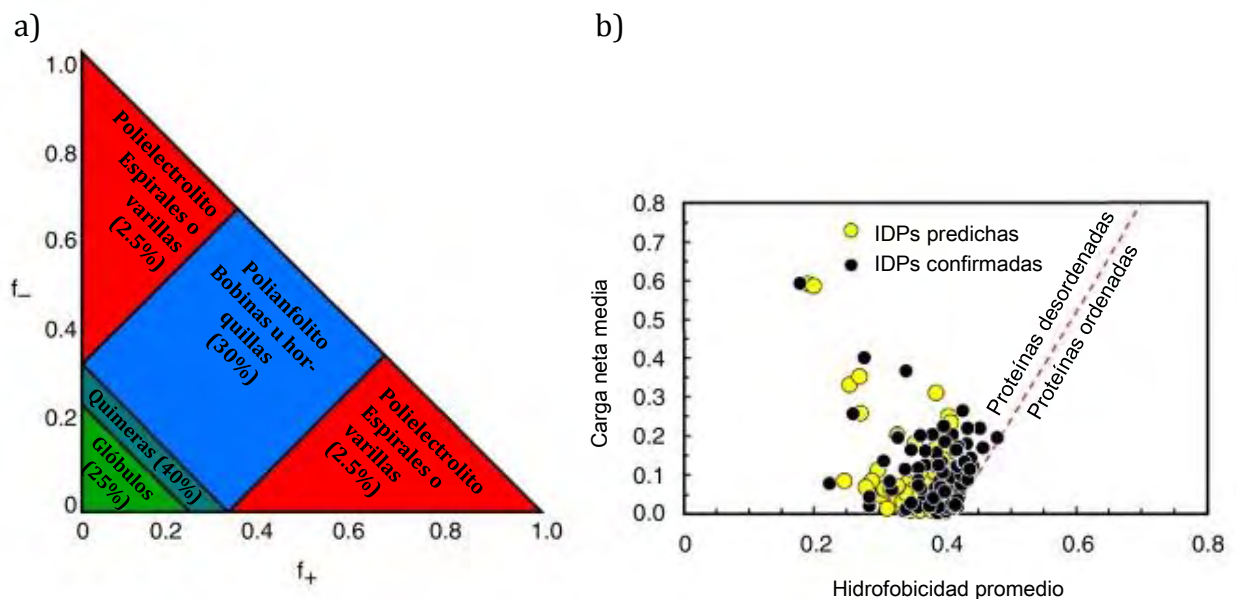 a)
1.0
0.8
0.6
f–
0.4
0.2
0
Polielectrolito
Espirales o
varillas
(2.5%)
Polianfolito
Bobinas u hor-
quillas
(30%)
Quimeras (40%)
Glóbulos
(25%)
Polielectrolito
Espirales o
varillas
(2.5%)
0 0.2 0.4 0.6 0.8 1.0
f+
b)
Carga neta media
0.8
0.7
0.6
0.5
0.4
0.3
0.2
0.1
0.0
IDPs predichas
IDPs confirmadas
Proteínas desordenadas
Proteínas ordenadas
0 0.2 0.4 0.6 0.8
Hidrofobicidad promedio